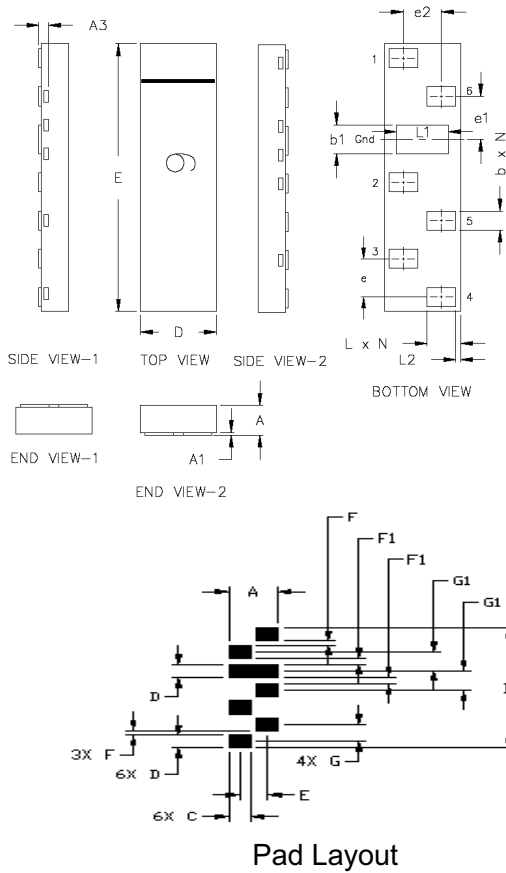 A3
E
D
SIDE VIEW-1
TOP VIEW
SIDE VIEW-2
e2
1
6
e1
b1
Gnd
L1
b x N
2
5
3
e
4
L x N
L2
BOTTOM VIEW
A
A1
END VIEW-1
END VIEW-2
F
F1
F1
A
G1
G1
D
3X F
6X D
4X G
E
6X C
Pad Layout